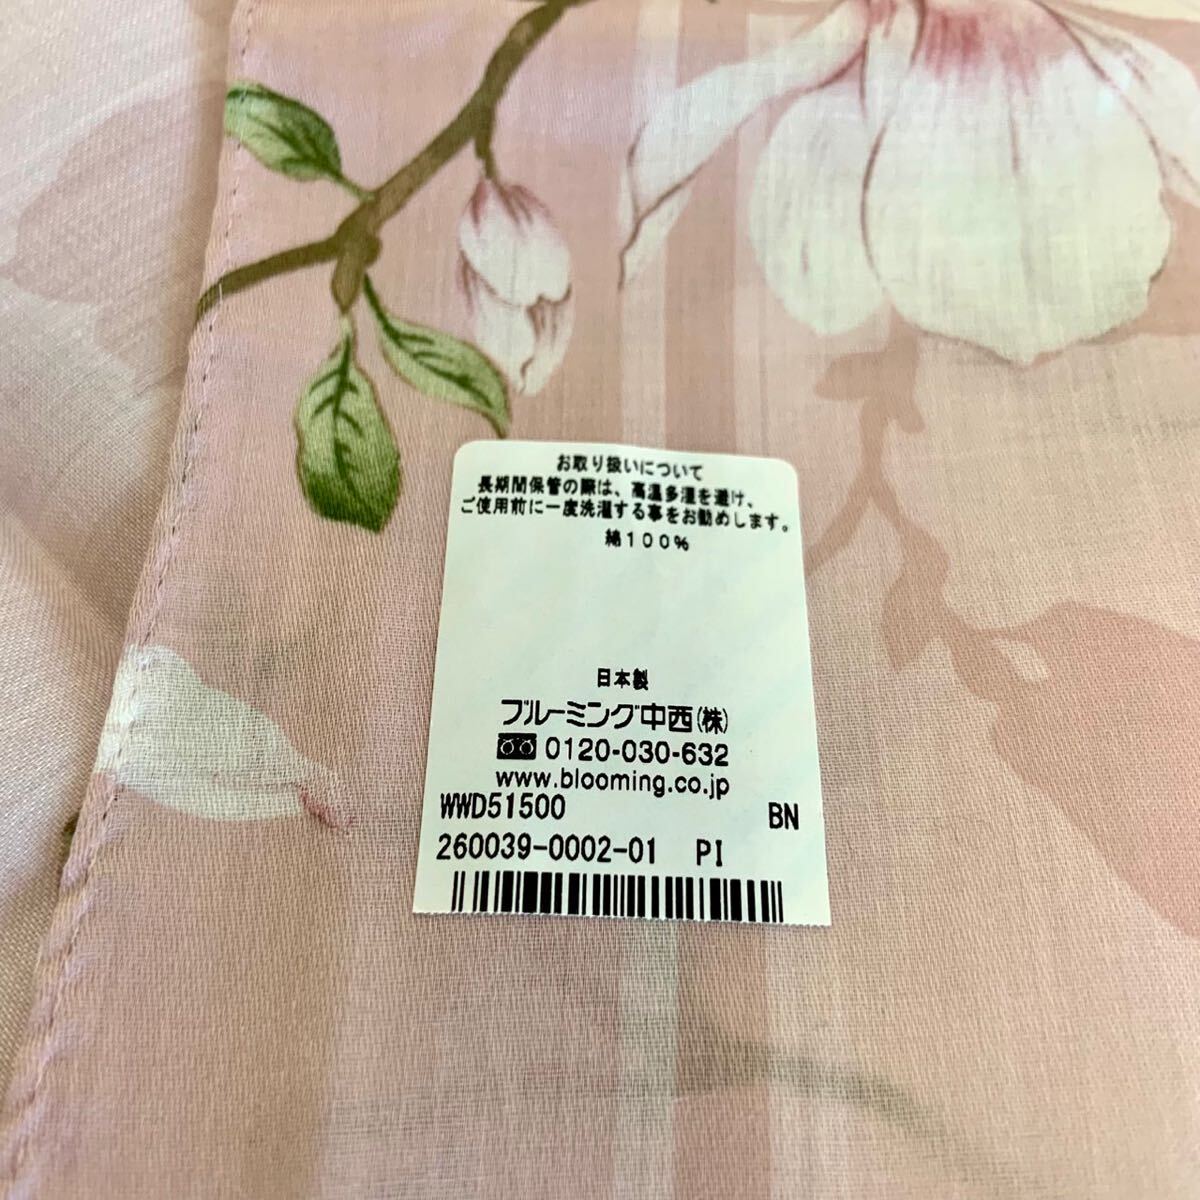 お取り扱いについて
長期間保管の際は、高温多湿を避け、
ご使用前に一度洗濯する事をお勧めします。
綿100%
日本製
ブルーミング中西(株)
0120-030-632
www.blooming.co.jp
WWD51500 BN
260039-0002-01 PI